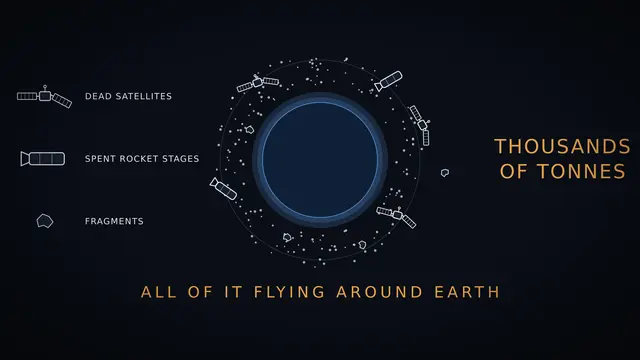 DEAD SATELLITES
SPENT ROCKET STAGES
FRAGMENTS
THOUSANDS
OF TONNES
ALL OF IT FLYING AROUND EARTH